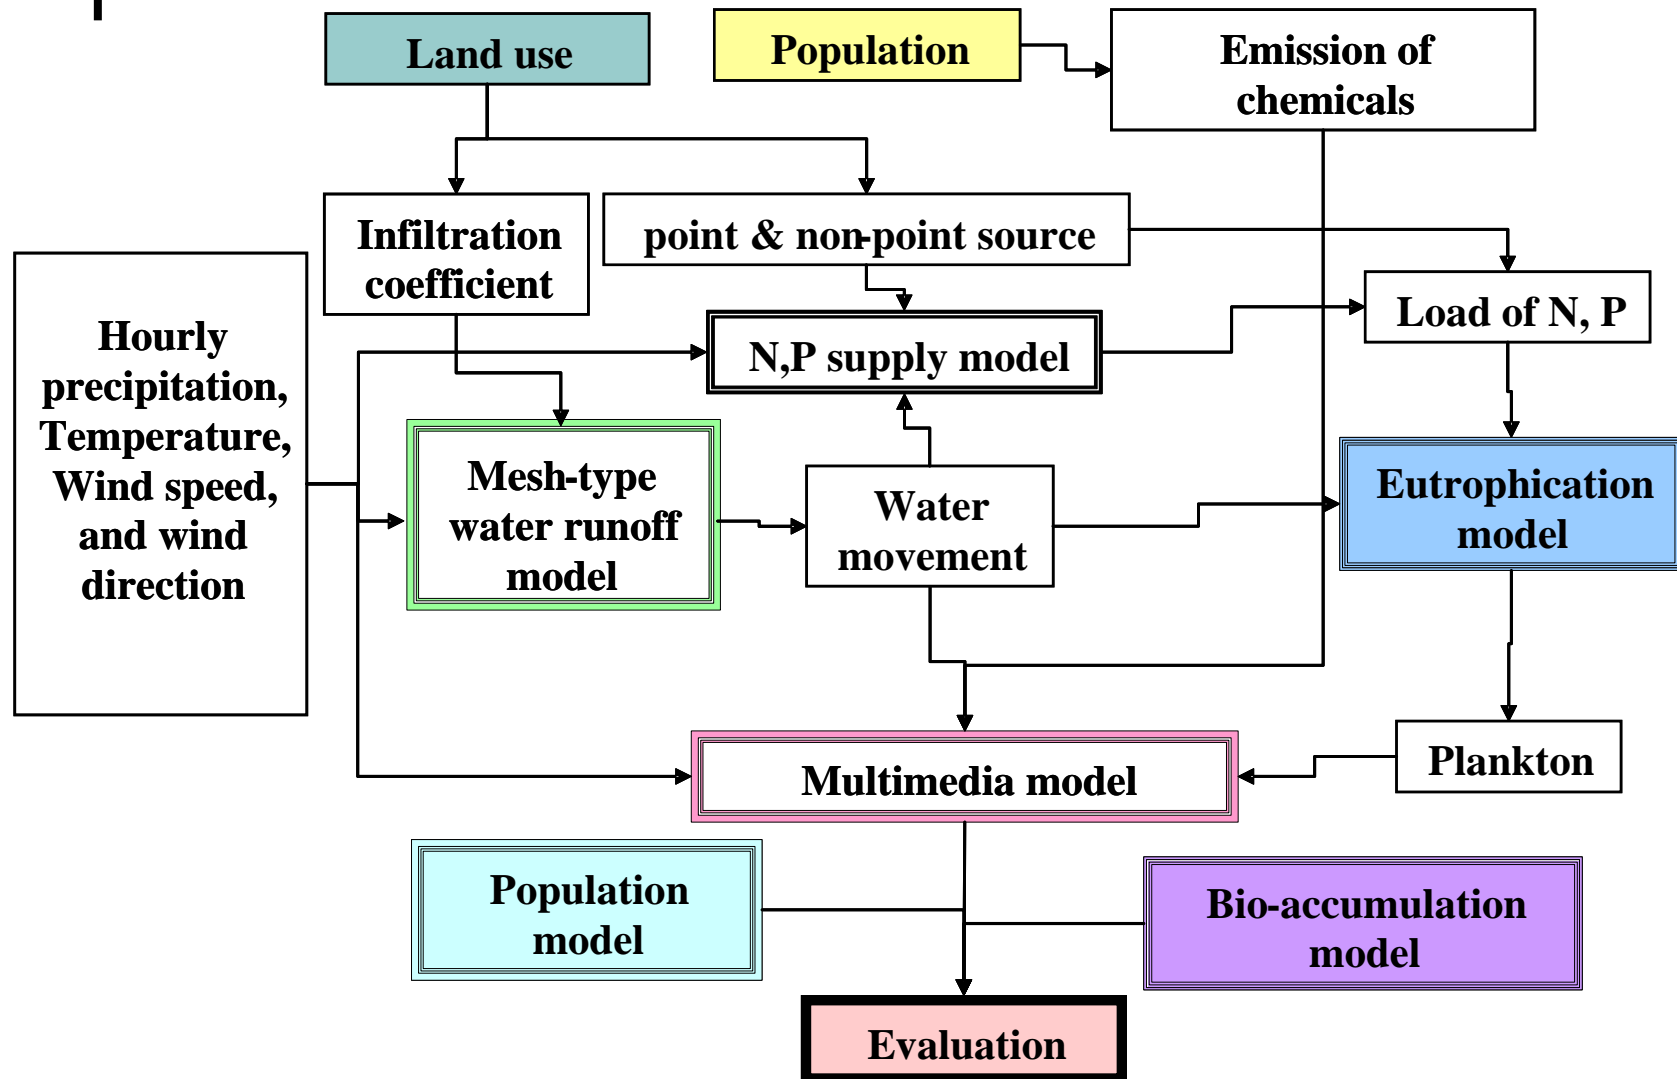 Land use
Population
Emission of
chemicals
Infiltration
coefficient
point & non-point source
Hourly
precipitation,
Temperature,
Wind speed,
and wind
direction
N,P supply model
Load of N, P
Mesh-type
water runoff
model
Water
movement
Eutrophication
model
Multimedia model
Plankton
Population
model
Bio-accumulation
model
Evaluation